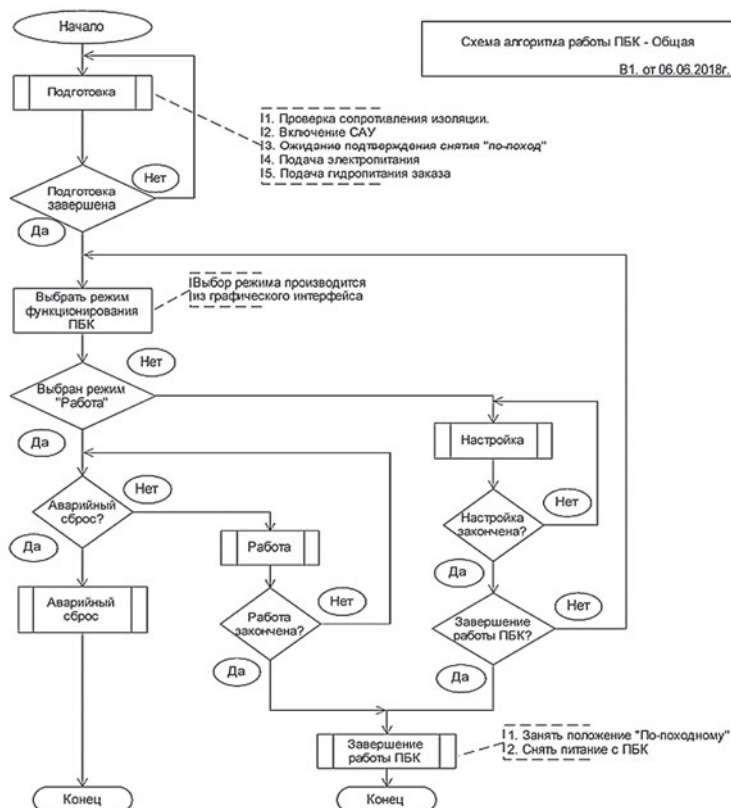 Начало
Схема алгоритма работы ПБК - Общая
В1. от 06.06.2018г.
Подготовка
1. Проверка сопротивления изоляции.
2. Включение САУ
3. Ожидание подтверждения снятия "по-поход"
4. Подача электропитания
5. Подача гидропитания заказа
Нет
Подготовка
завершена
Да
Выбрать режим
функционирования
ПБК
Выбор режима производится
из графического интерфейса
Нет
Выбран режим
"Работа"
Да
Настройка
Аварийный
сброс?
Нет
Да
Настройка
закончена?
Нет
Да
Работа
Аварийный
сброс
Работа
закончена?
Нет
Да
Завершение
работы ПБК?
Нет
Да
Завершение
работы ПБК
1. Занять положение "По-походному"
2. Снять питание с ПБК
Конец
Конец